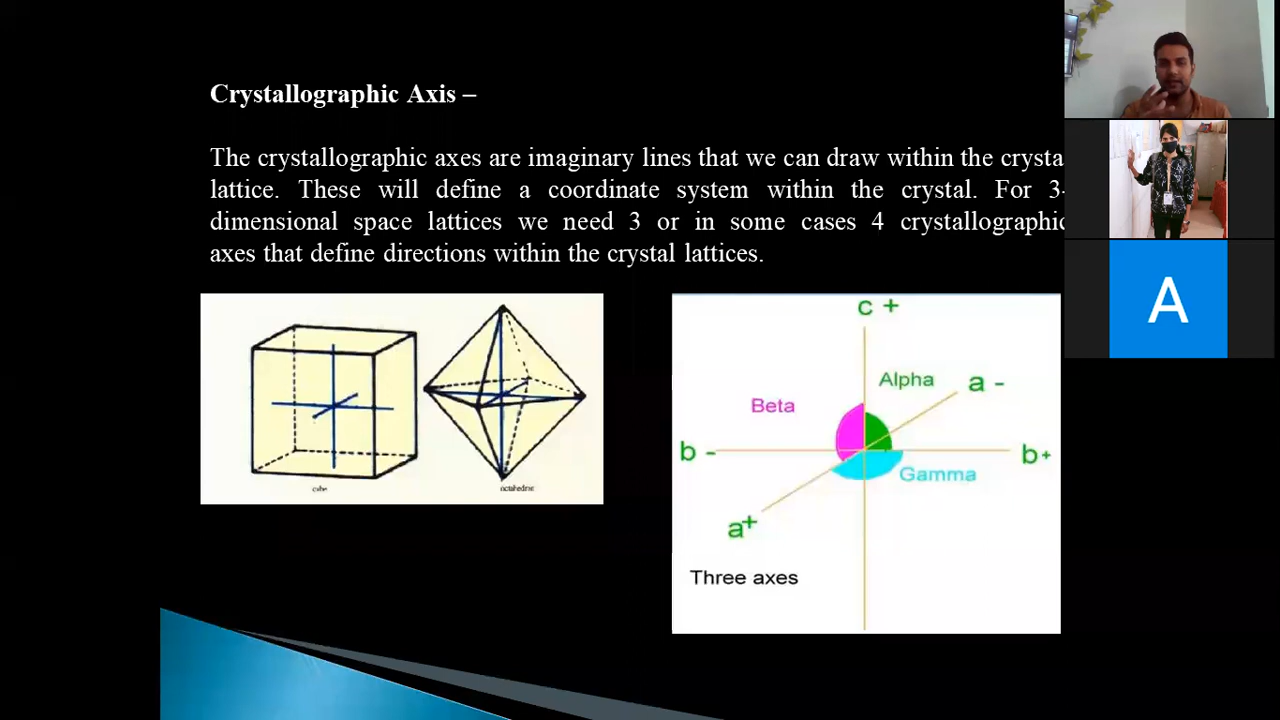 Crystallographic Axis –
The crystallographic axes are imaginary lines that we can draw within the crysta
lattice. These will define a coordinate system within the crystal. For 3-
dimensional space lattices we need 3 or in some cases 4 crystallographic
axes that define directions within the crystal lattices.
cube
octahedron
c +
Alpha
a -
Beta
b -
b+
Gamma
a+
Three axes
A